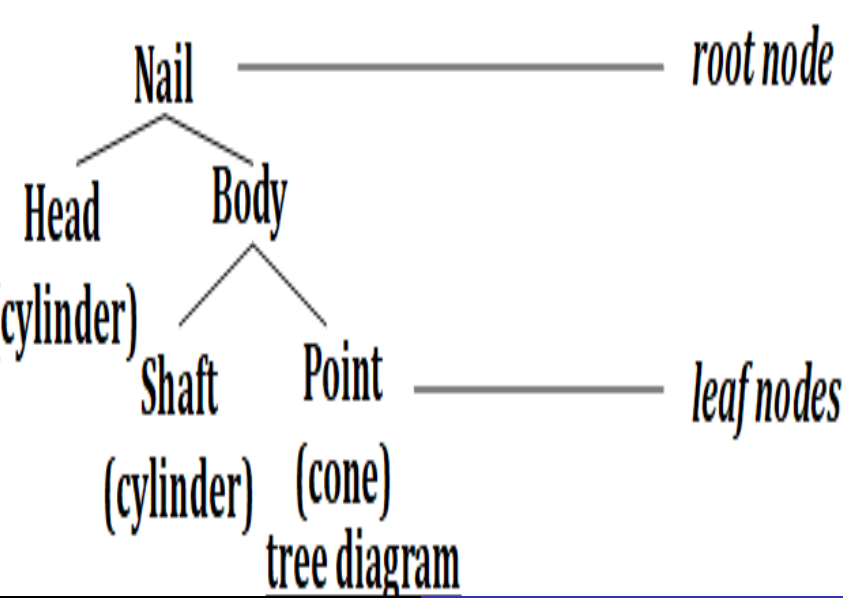 Nail root node
Head Body
cylinder)
Shaft Point leaf nodes
(cylinder) (cone)
tree diagram